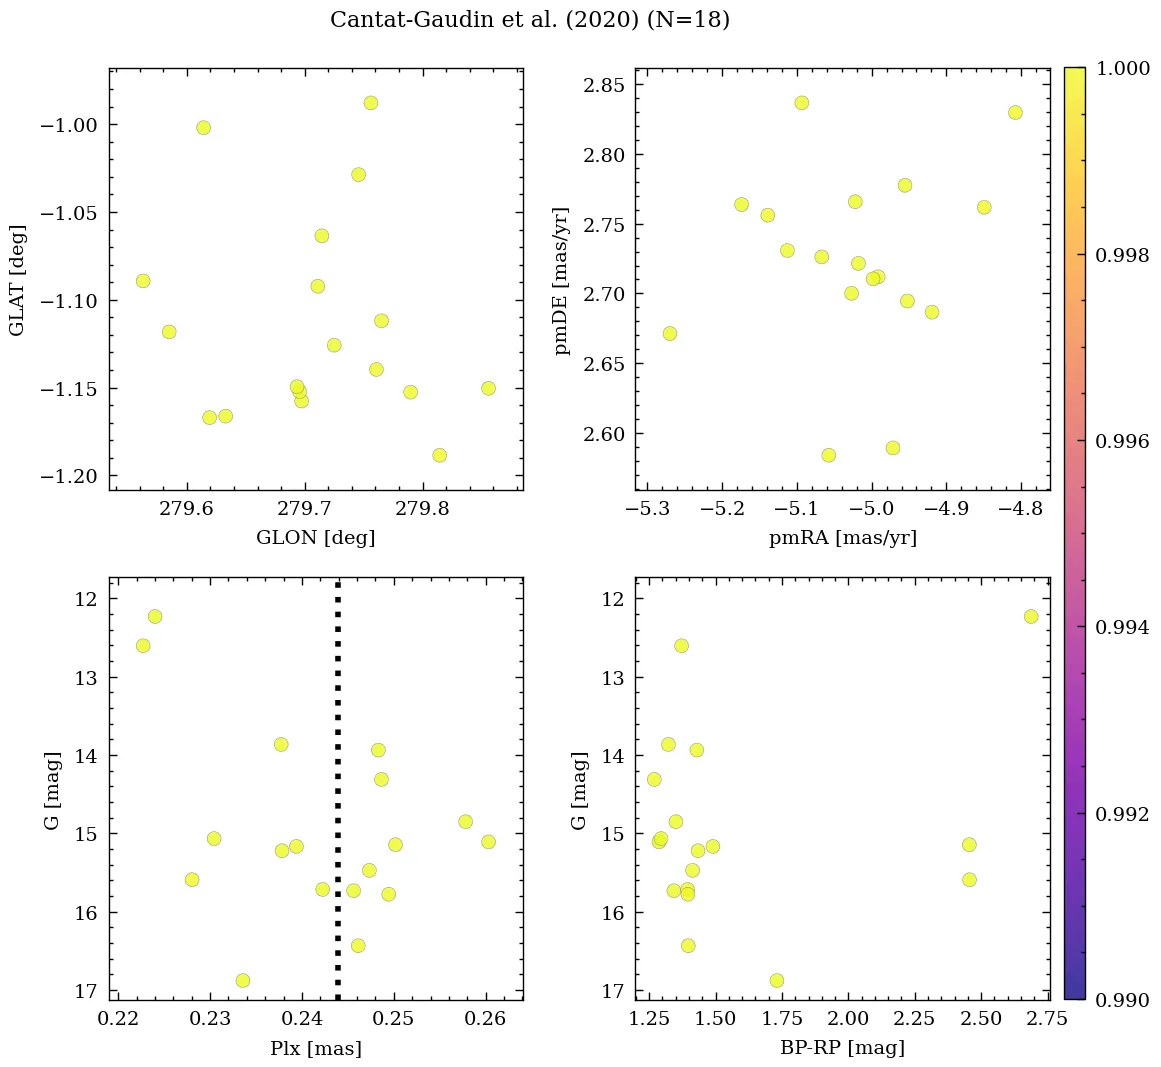 Cantat-Gaudin et al. (2020) (N=18)
−1.00
−1.05
−1.10
−1.15
−1.20
GLAT [deg]
279.6 279.7 279.8
GLON [deg]
2.85
2.80
2.75
2.70
2.65
2.60
pmDE [mas/yr]
−5.3 −5.2 −5.1 −5.0 −4.9 −4.8
pmRA [mas/yr]
12
13
14
15
16
17
G [mag]
0.22 0.23 0.24 0.25 0.26
Plx [mas]
12
13
14
15
16
17
G [mag]
1.25 1.50 1.75 2.00 2.25 2.50 2.75
BP-RP [mag]
1.000
0.998
0.996
0.994
0.992
0.990